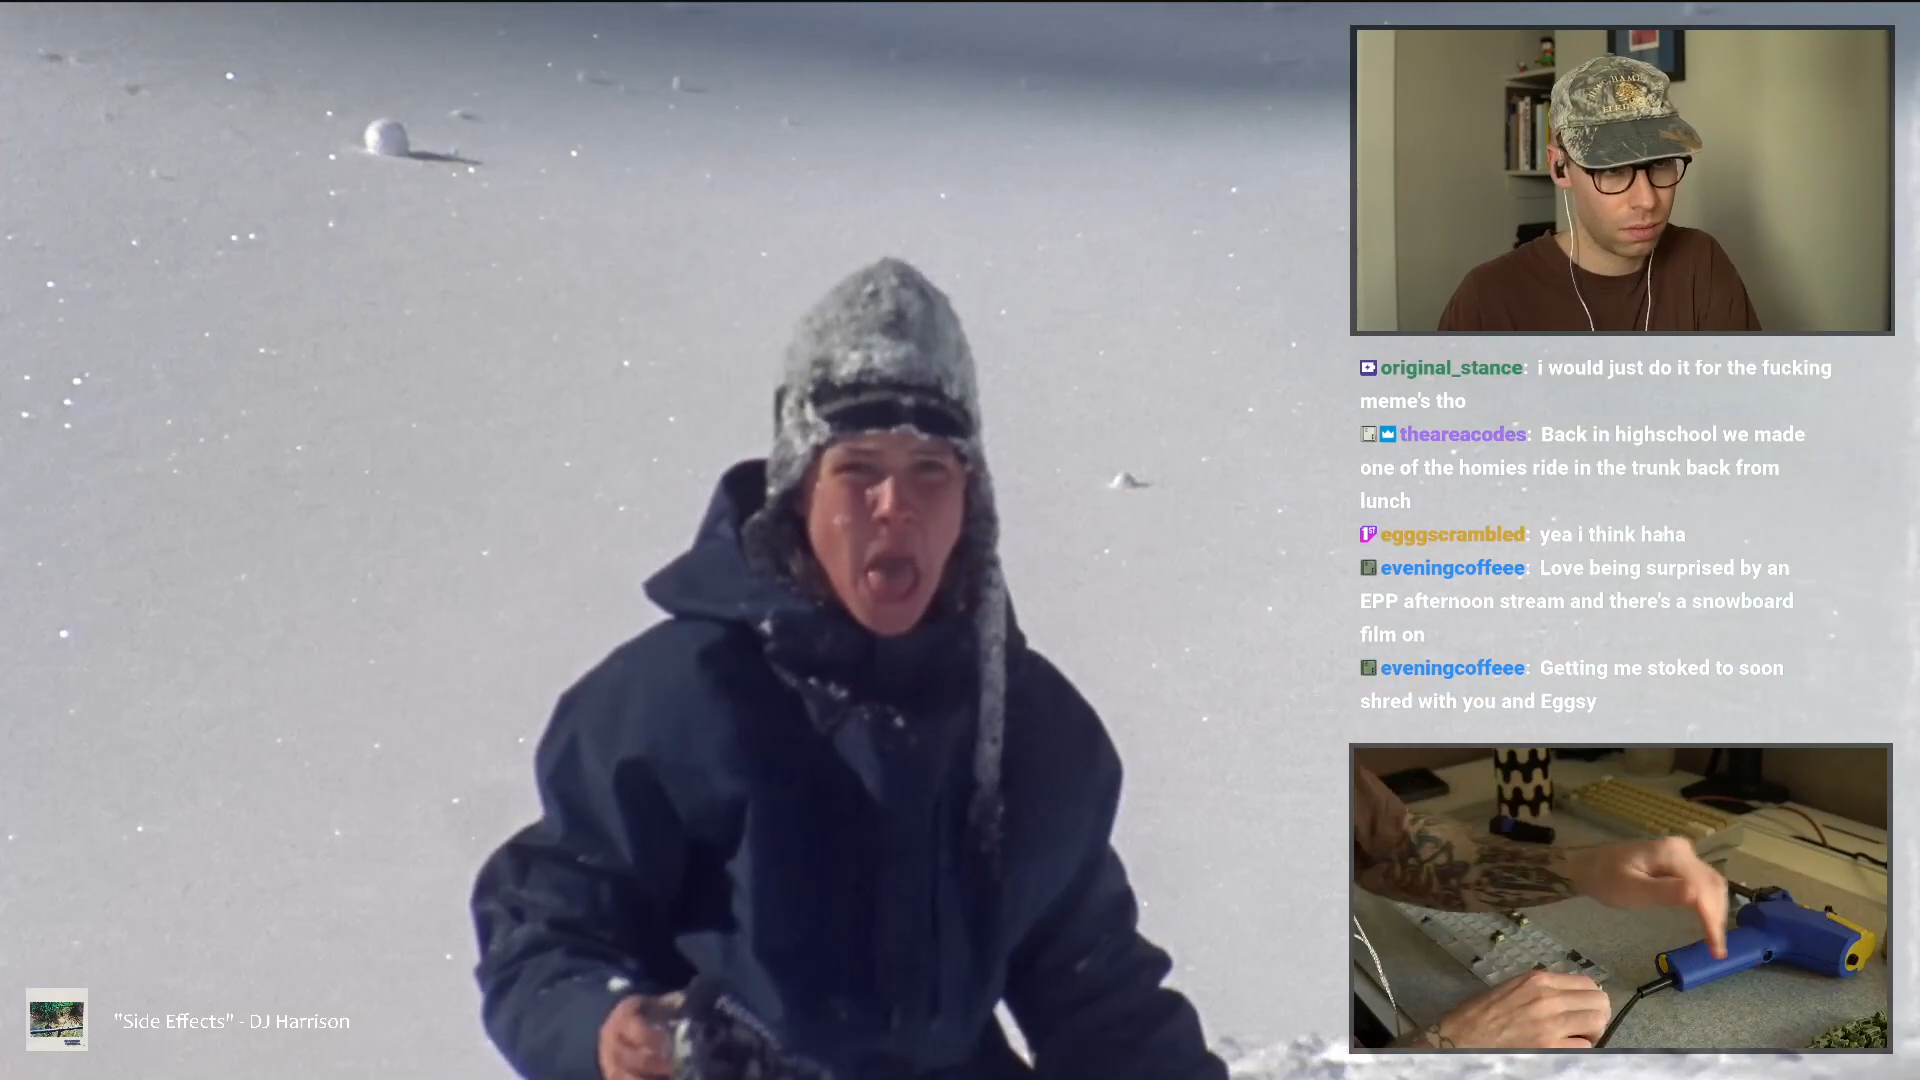 original_stance: i would just do it for the fucking
meme's tho
theareacodes: Back in highschool we made
one of the homies ride in the trunk back from
lunch
egggscrambled: yea i think haha
eveningcoffeee: Love being surprised by an
EPP afternoon stream and there's a snowboard
film on
eveningcoffeee: Getting me stoked to soon
shred with you and Eggsy
"Side Effects" - DJ Harrison